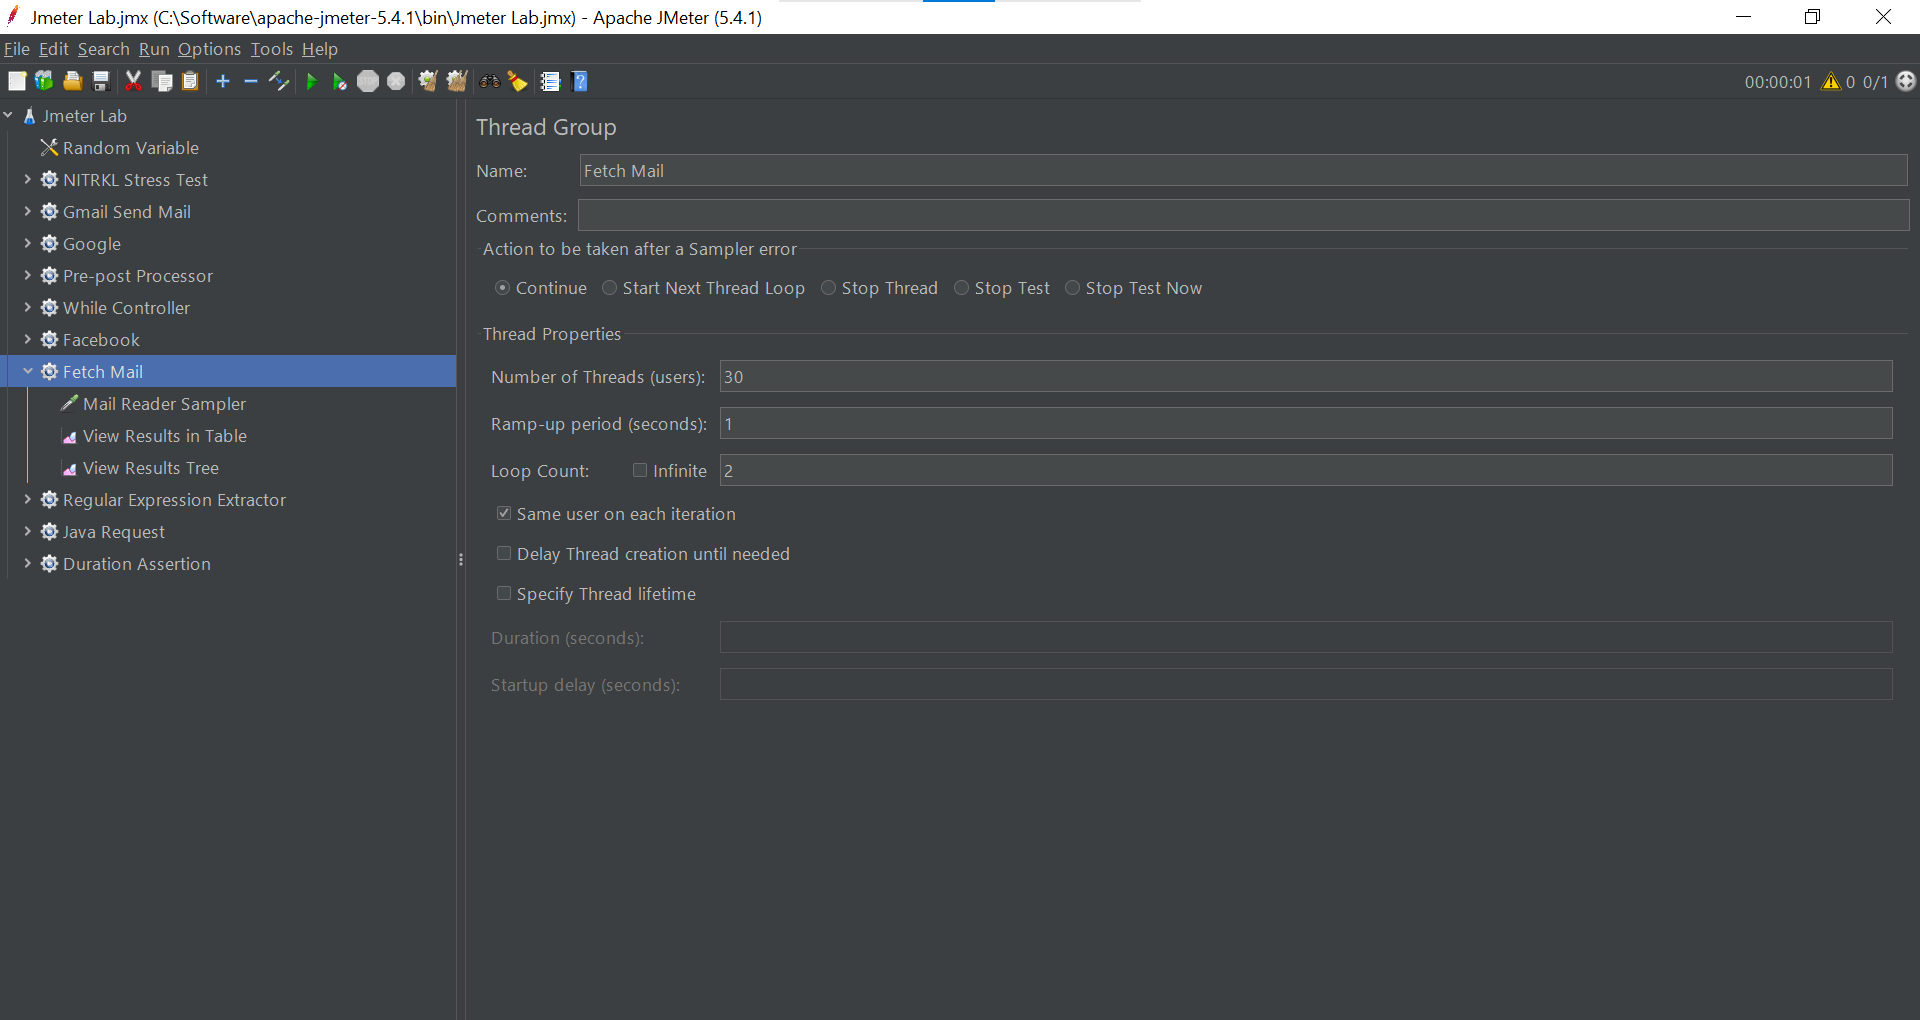 Jmeter Lab.jmx (C:\Software\apache-jmeter-5.4.1\bin\Jmeter Lab.jmx) - Apache JMeter (5.4.1)
File Edit Search Run Options Tools Help
00:00:01 0 0/1
Jmeter Lab
Random Variable
NITRKL Stress Test
Gmail Send Mail
Google
Pre-post Processor
While Controller
Facebook
Fetch Mail
Mail Reader Sampler
View Results in Table
View Results Tree
Regular Expression Extractor
Java Request
Duration Assertion
Thread Group
Name: Fetch Mail
Comments:
Action to be taken after a Sampler error
Continue Start Next Thread Loop Stop Thread Stop Test Stop Test Now
Thread Properties
Number of Threads (users): 30
Ramp-up period (seconds): 1
Loop Count: Infinite 2
Same user on each iteration
Delay Thread creation until needed
Specify Thread lifetime
Duration (seconds):
Startup delay (seconds):